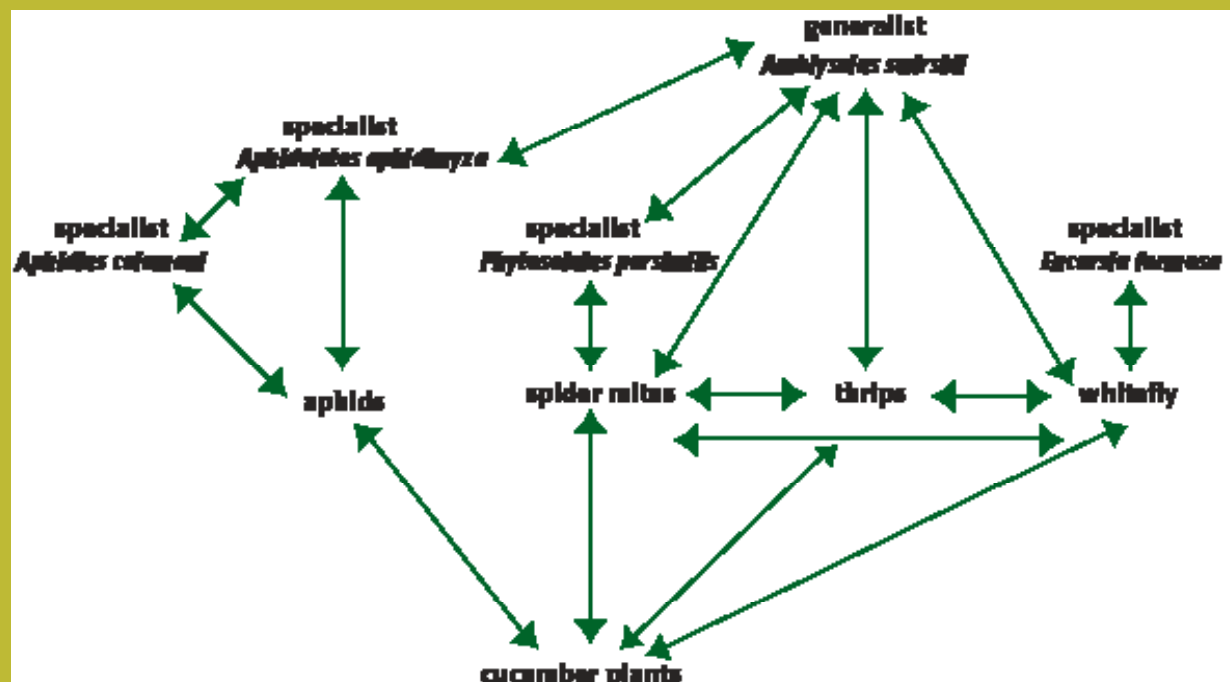 generalist
Amblyseius swirskii
specialist
Aphidoletes aphidimyza
specialist
Aphidius colemani
specialist
Phytoseiulus persimilis
specialist
Encarsia formosa
aphids
spider mites
thrips
whitefly
cucumber plants